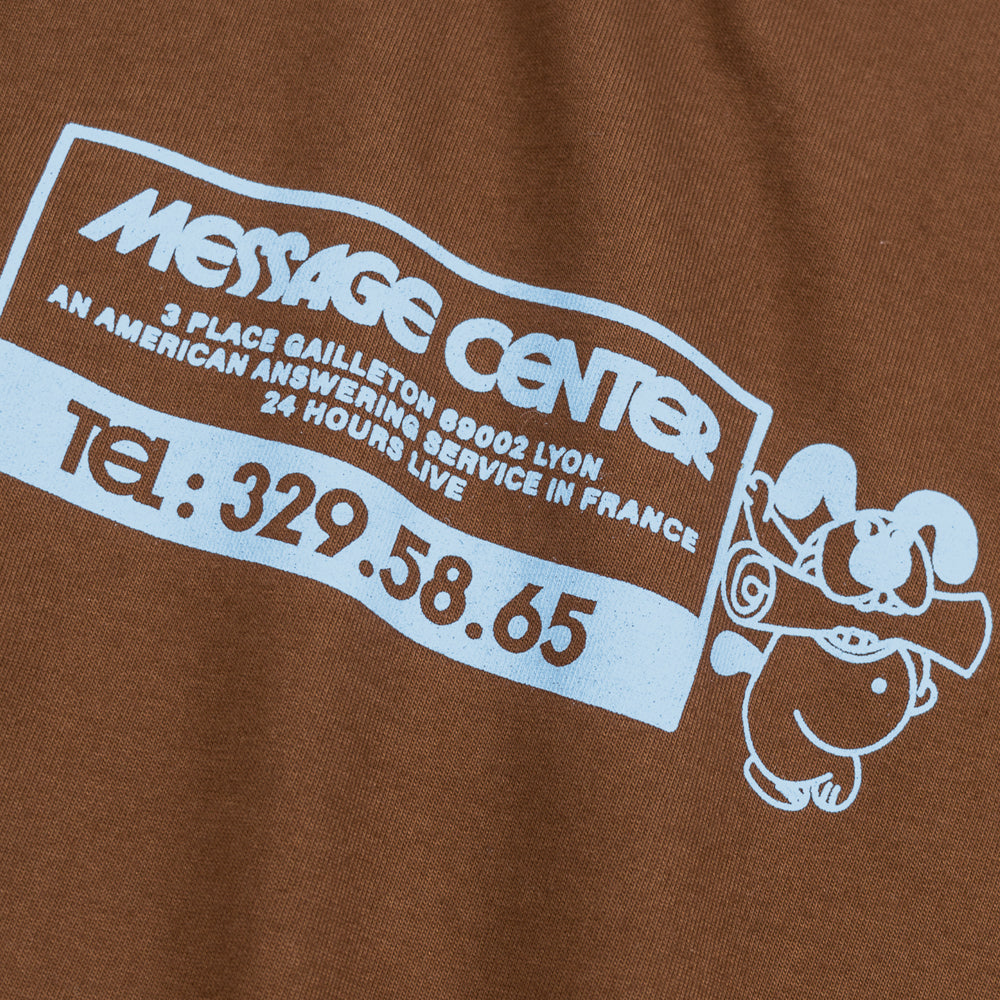 MESSAGE CENTER
3 PLACE GAILLETON 69002 LYON
AN AMERICAN ANSWERING SERVICE IN FRANCE
24 HOURS LIVE
TEL: 329.58.65